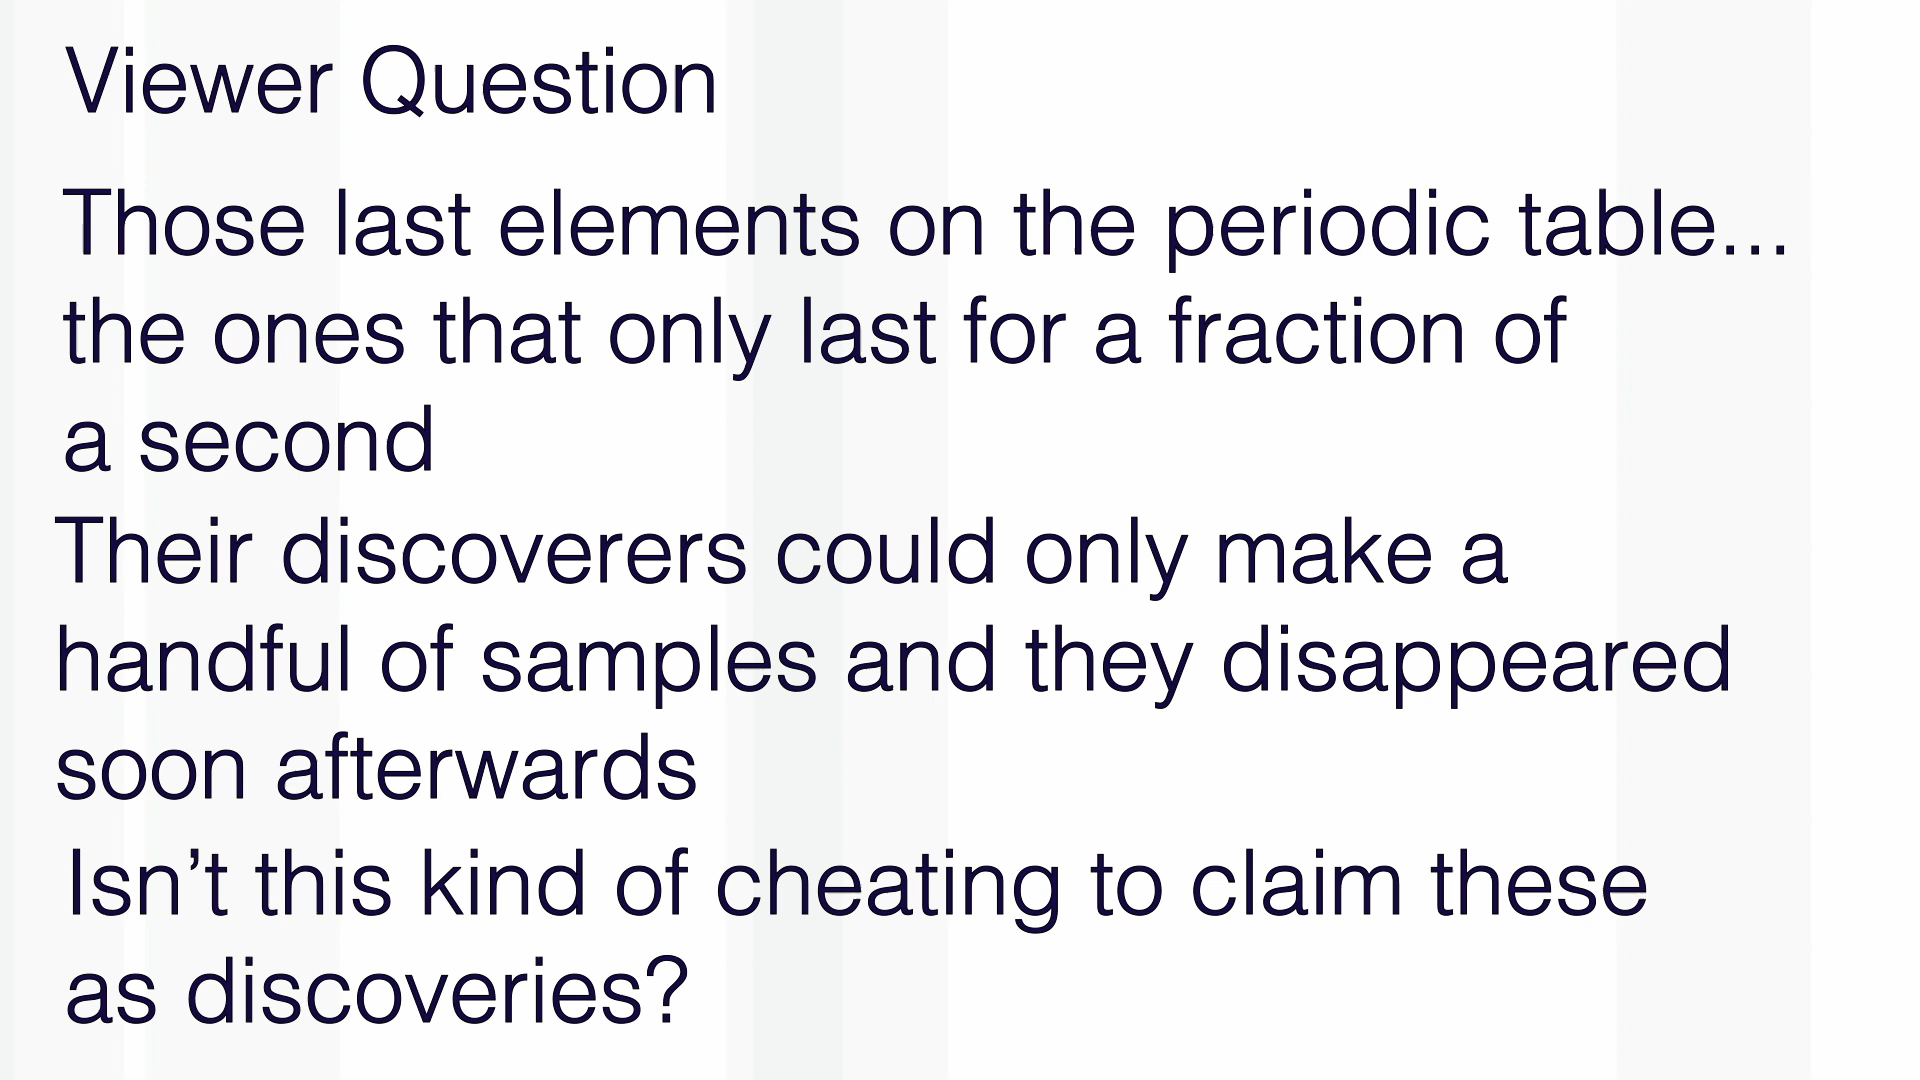 Viewer Question
Those last elements on the periodic table...
the ones that only last for a fraction of
a second
Their discoverers could only make a
handful of samples and they disappeared
soon afterwards
Isn’t this kind of cheating to claim these
as discoveries?